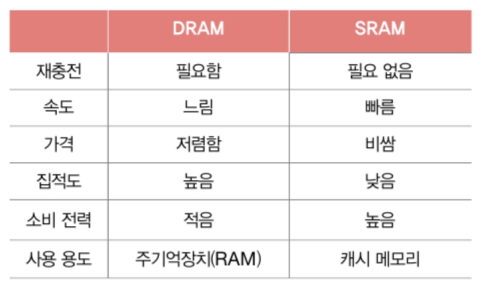 DRAM SRAM
재충전 필요함 필요 없음
속도 느림 빠름
가격 저렴함 비쌈
집적도 높음 낮음
소비 전력 적음 높음
사용 용도 주기억장치(RAM) 캐시 메모리